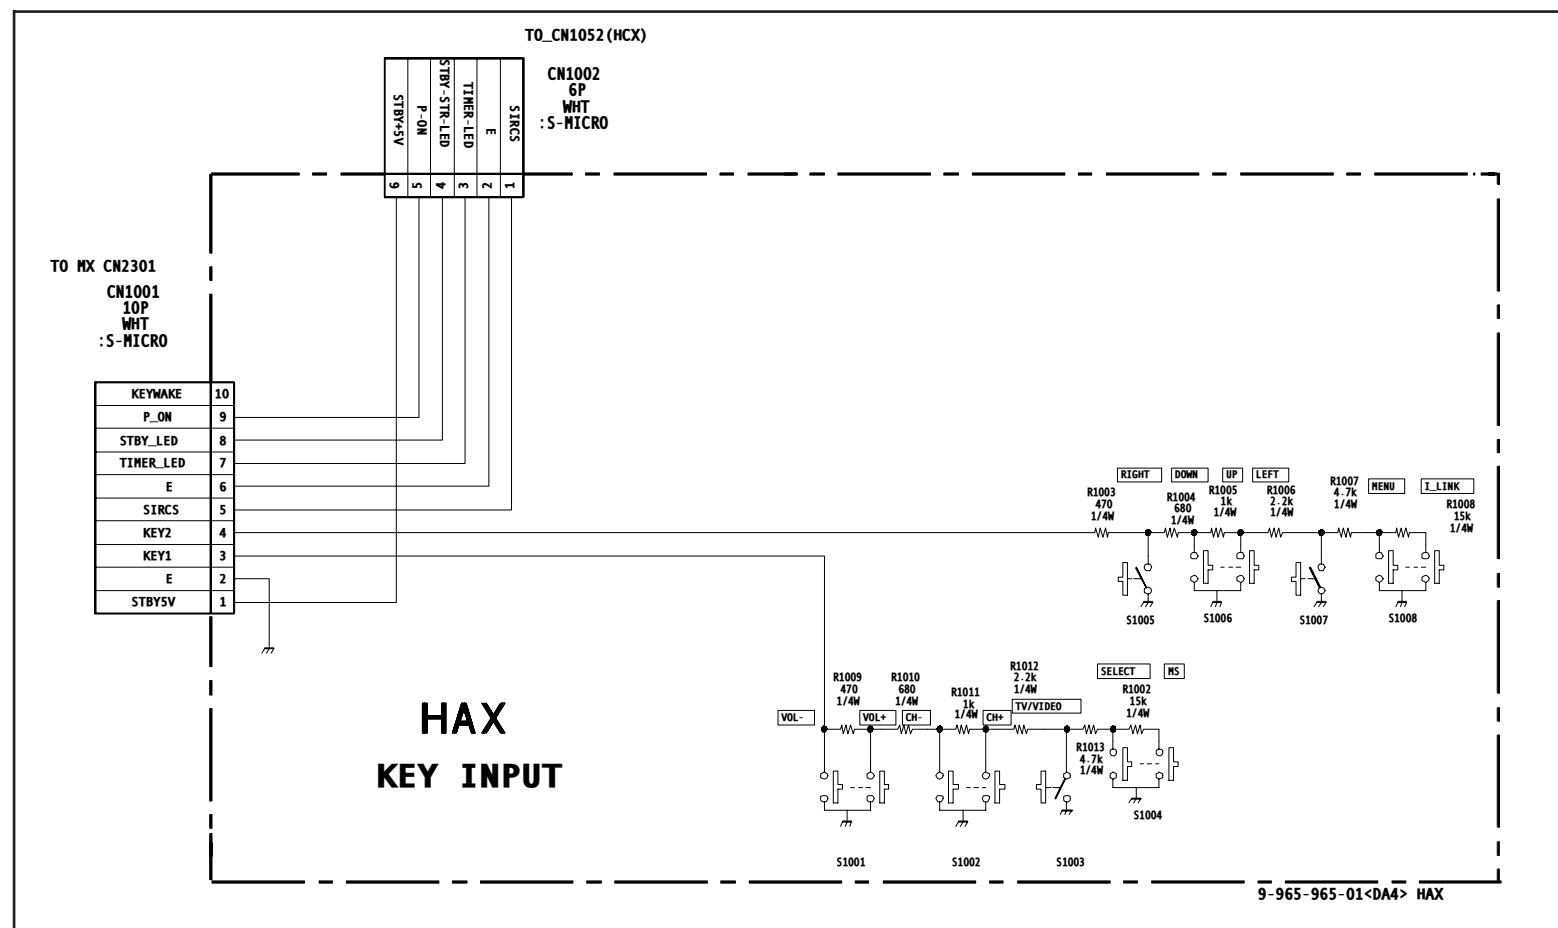 TO_CN1052(HCX)
CN1002
6P
WHT
:S-MICRO
STBY+5V
P-ON
STBY-STR-LED
TIMER-LED
E
SIRCS
6
5
4
3
2
1
TO MX CN2301
CN1001
10P
WHT
:S-MICRO
KEYWAKE 10
P_ON 9
STBY_LED 8
TIMER_LED 7
E 6
SIRCS 5
KEY2 4
KEY1 3
E 2
STBY5V 1
RIGHT
DOWN
UP
LEFT
MENU
I_LINK
R1003
470
1/4W
R1004
680
1/4W
R1005
1k
1/4W
R1006
2.2k
1/4W
R1007
4.7k
1/4W
R1008
15k
1/4W
S1005
S1006
S1007
S1008
HAX
KEY INPUT
VOL-
R1009
470
1/4W
VOL+
R1010
680
1/4W
CH-
R1011
1k
1/4W
CH+
R1012
2.2k
1/4W
TV/VIDEO
R1013
4.7k
1/4W
SELECT
MS
R1002
15k
1/4W
S1004
S1001
S1002
S1003
9-965-965-01<DA4> HAX